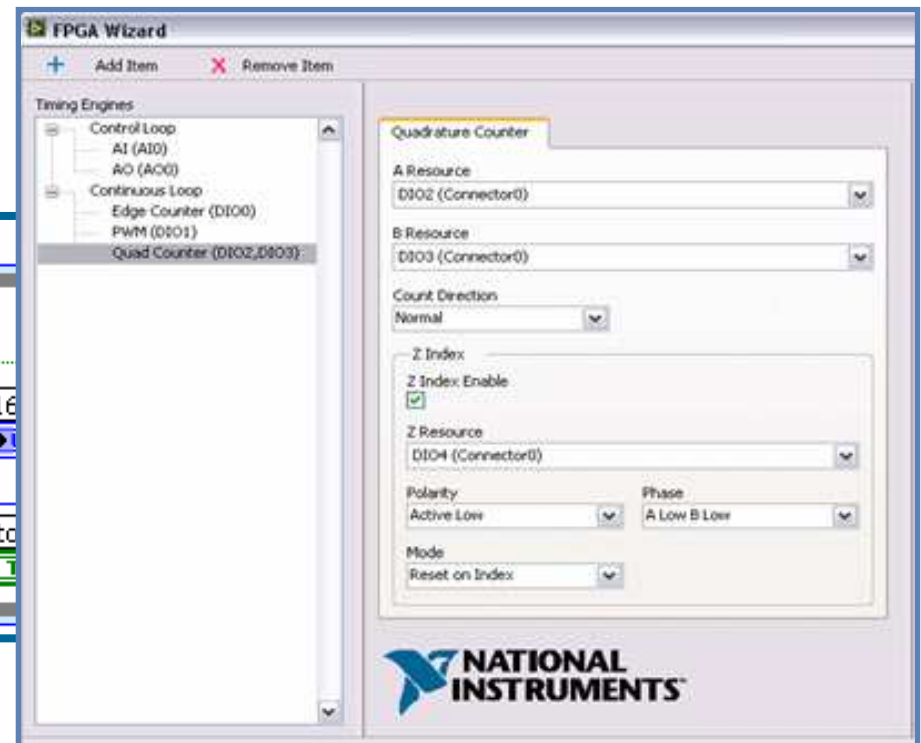 FPGA Wizard
Add Item Remove Item
Timing Engines
Control Loop
AI (AI0)
AO (AO0)
Continuous Loop
Edge Counter (DIO0)
PWM (DIO1)
Quad Counter (DIO2,DIO3)
Quadrature Counter
A Resource
DIO2 (Connector0)
B Resource
DIO3 (Connector0)
Count Direction
Normal
Z Index
Z Index Enable
Z Resource
DIO4 (Connector0)
Polarity Phase
Active Low A Low B Low
Mode
Reset on Index
NATIONAL
INSTRUMENTS